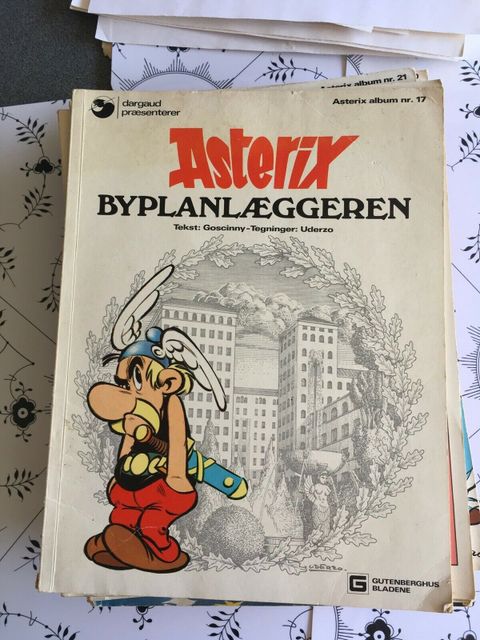 Asterix album nr. 21
dargaud
præsenterer
Asterix album nr. 17
Asterix
BYPLANLÆGGEREN
Tekst: Goscinny-Tegninger: Uderzo
UDERZO.
G GUTENBERGHUS
BLADENE